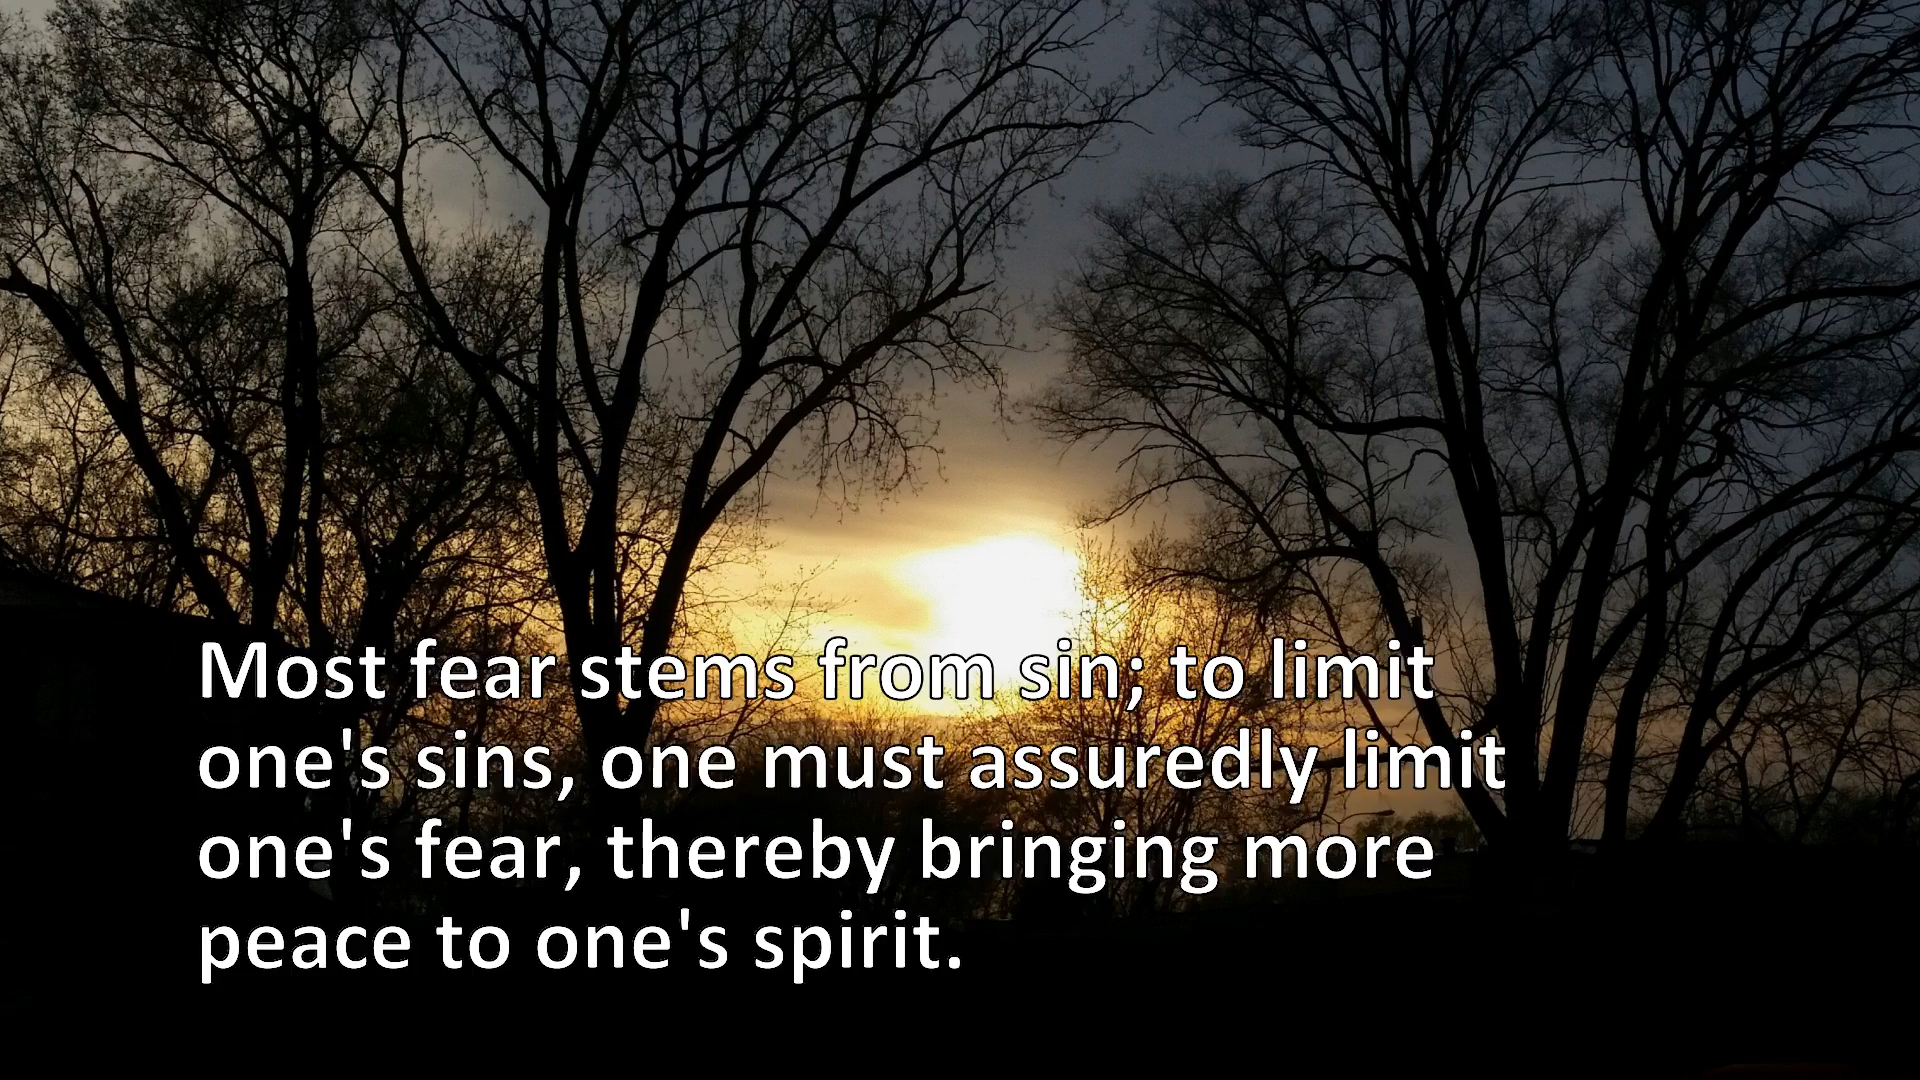 Most fear stems from sin; to limit
one's sins, one must assuredly limit
one's fear, thereby bringing more
peace to one's spirit.